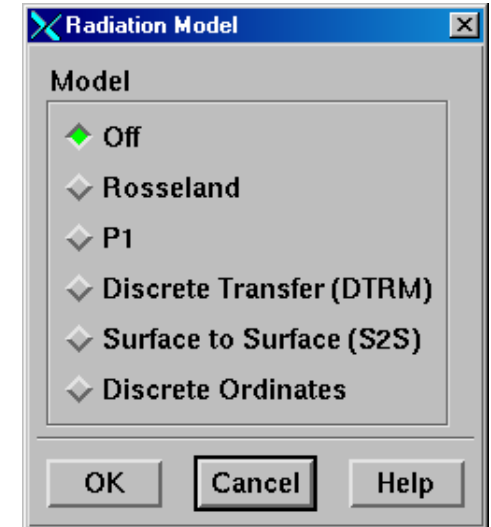 Radiation Model
Model
Off
Rosseland
P1
Discrete Transfer (DTRM)
Surface to Surface (S2S)
Discrete Ordinates
OK Cancel Help